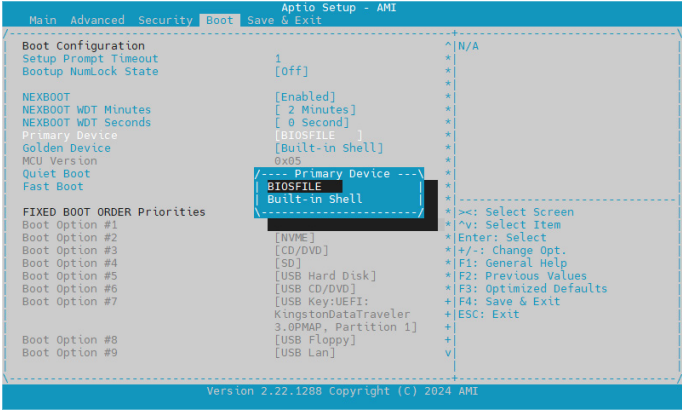 Aptio Setup - AMI
Main Advanced Security Boot Save & Exit
Boot Configuration ^ N/A
Setup Prompt Timeout 1 *
Bootup NumLock State [Off] *
*
NEXBOOT [Enabled] *
NEXBOOT WDT Minutes [ 2 Minutes] *
NEXBOOT WDT Seconds [ 0 Second] *
Primary Device [BIOSFILE ] *
Golden Device [Built-in Shell] *
MCU Version 0x05 *
Quiet Boot *
Fast Boot *
/---- Primary Device ---\
BIOSFILE
Built-in Shell
\-----------------------/
FIXED BOOT ORDER Priorities *|><: Select Screen
Boot Option #1 *|^v: Select Item
Boot Option #2 [NVME] *|Enter: Select
Boot Option #3 [CD/DVD] *|+/-: Change Opt.
Boot Option #4 [SD] *|F1: General Help
Boot Option #5 [USB Hard Disk] *|F2: Previous Values
Boot Option #6 [USB CD/DVD] *|F3: Optimized Defaults
Boot Option #7 [USB Key:UEFI: +|F4: Save & Exit
KingstonDataTraveler +|ESC: Exit
3.0PMAP, Partition 1] +|
Boot Option #8 [USB Floppy] +|
Boot Option #9 [USB Lan] v|
Version 2.22.1288 Copyright (C) 2024 AMI